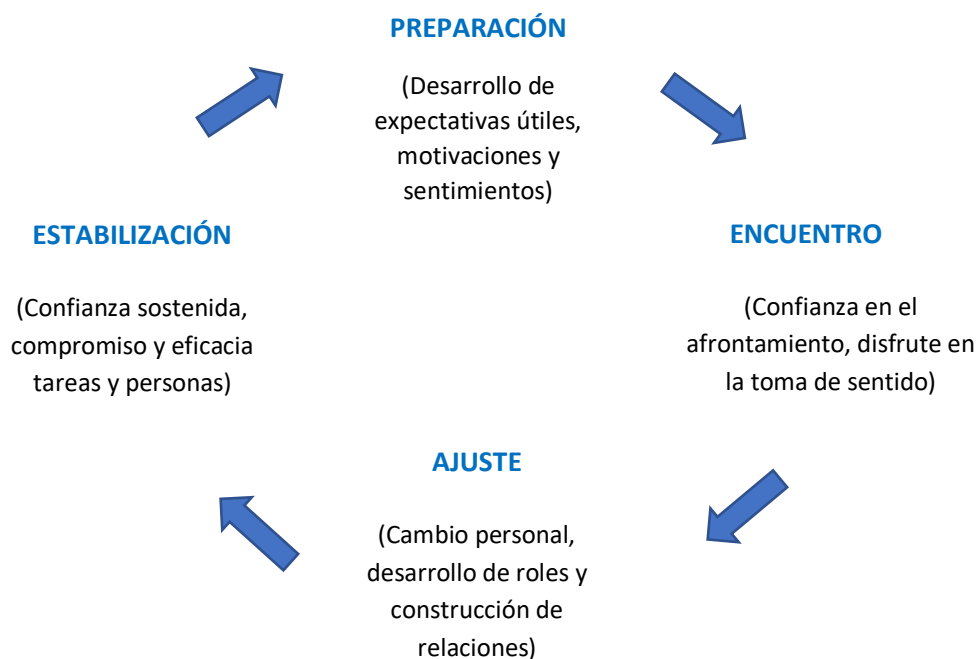 PREPARACIÓN
(Desarrollo de
expectativas útiles,
motivaciones y
sentimientos)
ESTABILIZACIÓN
(Confianza sostenida,
compromiso y eficacia
tareas y personas)
ENCUENTRO
(Confianza en el
afrontamiento, disfrute en
la toma de sentido)
AJUSTE
(Cambio personal,
desarrollo de roles y
construcción de
relaciones)